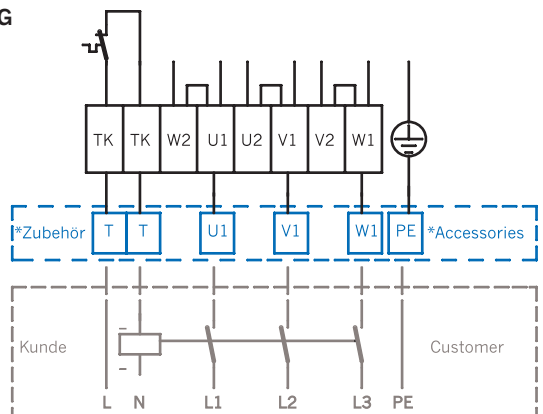 G
TK TK W2 U1 U2 V1 V2 W1
*Zubehör T T U1 V1 W1 PE *Accessories
Kunde Customer
L N L1 L2 L3 PE